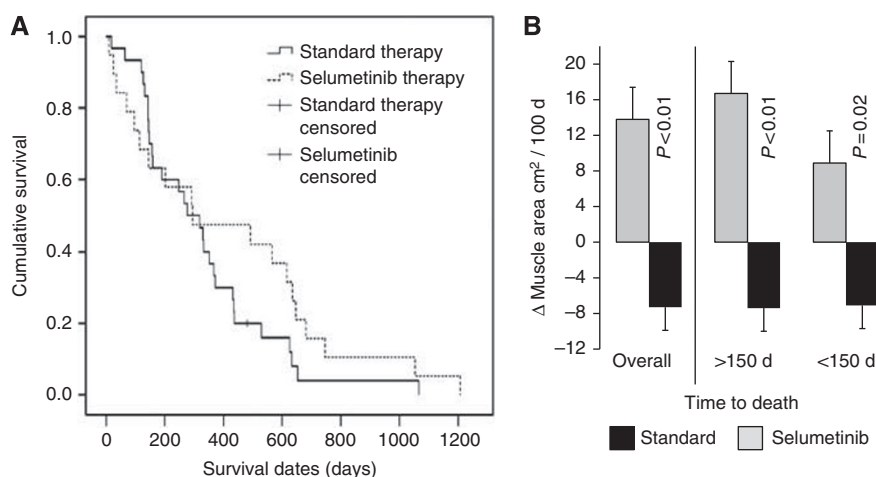 A
Cumulative survival
1.0
0.8
0.6
0.4
0.2
0.0
0
200
400
600
800
1000
1200
Survival dates (days)
Standard therapy
Selumetinib therapy
Standard therapy
censored
Selumetinib
censored
B
Δ Muscle area cm² / 100 d
20
16
12
8
4
0
−4
−8
−12
P<0.01
P<0.01
P=0.02
Overall
>150 d
<150 d
Time to death
Standard
Selumetinib